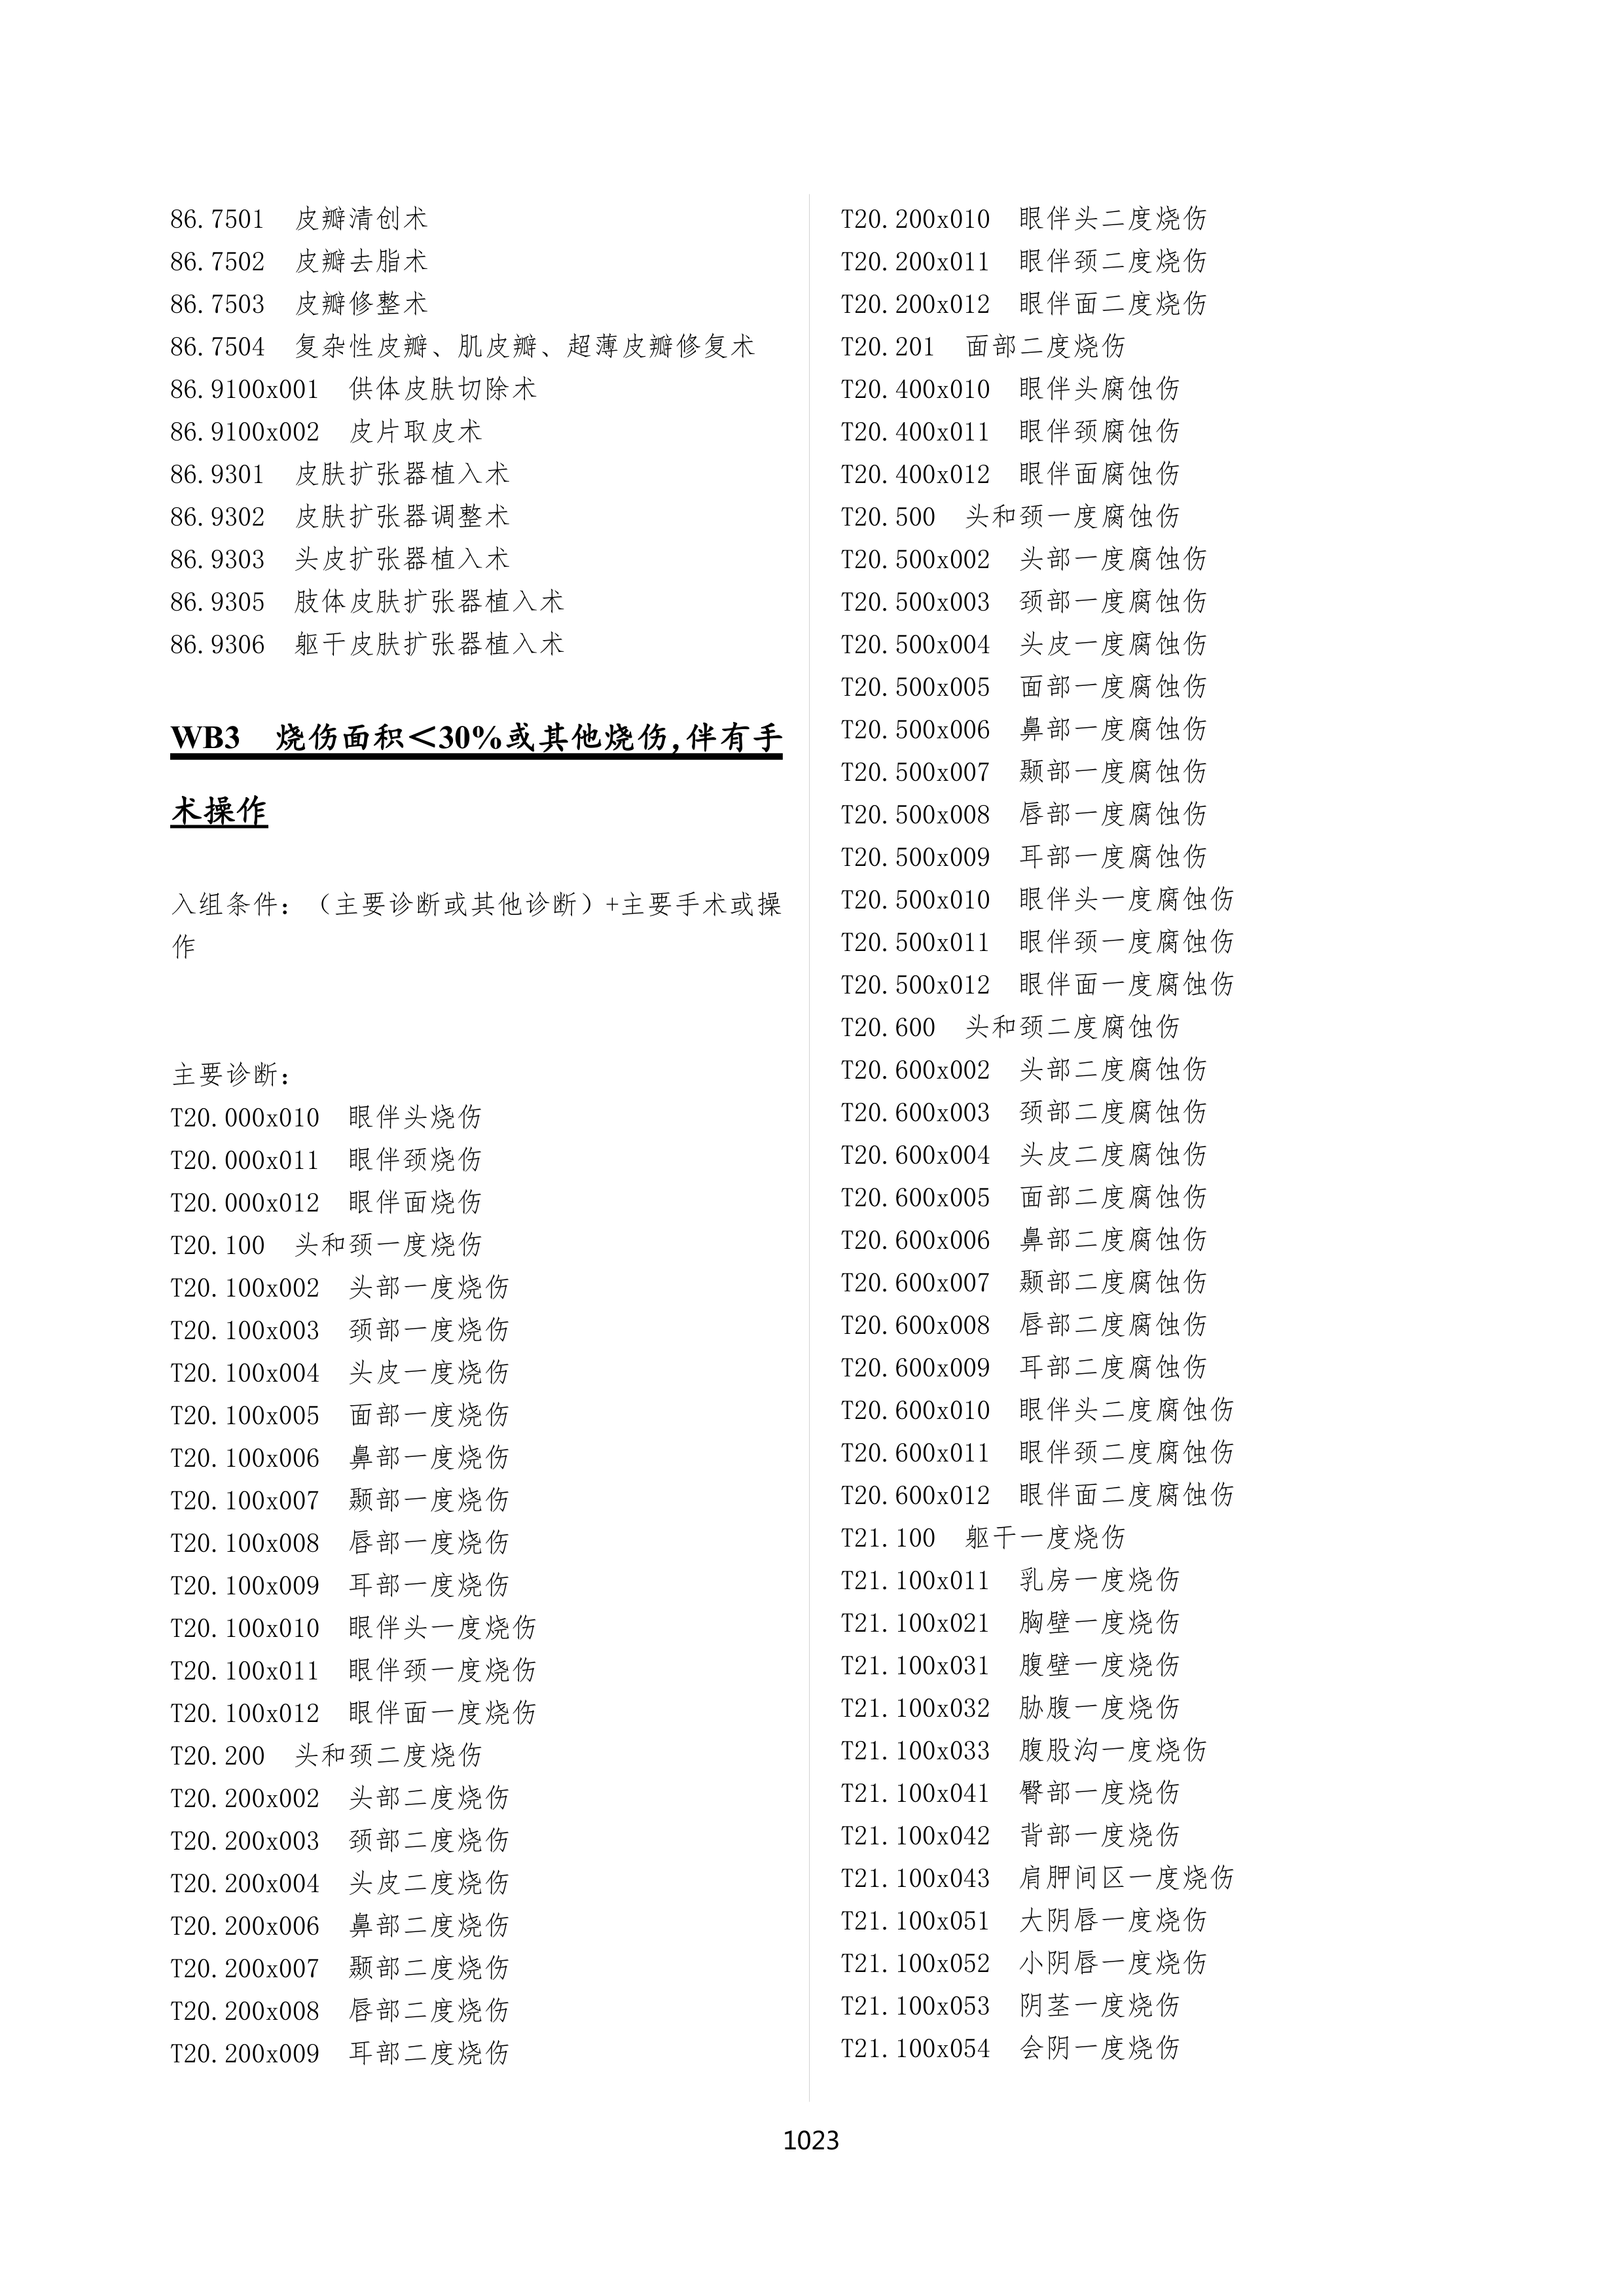 86.7501 皮瓣清创术
86.7502 皮瓣去脂术
86.7503 皮瓣修整术
86.7504 复杂性皮瓣、肌皮瓣、超薄皮瓣修复术
86.9100x001 供体皮肤切除术
86.9100x002 皮片取皮术
86.9301 皮肤扩张器植入术
86.9302 皮肤扩张器调整术
86.9303 头皮扩张器植入术
86.9305 肢体皮肤扩张器植入术
86.9306 躯干皮肤扩张器植入术
WB3 烧伤面积＜30%或其他烧伤,伴有手
术操作
入组条件：（主要诊断或其他诊断）+主要手术或操
作
主要诊断：
T20.000x010 眼伴头烧伤
T20.000x011 眼伴颈烧伤
T20.000x012 眼伴面烧伤
T20.100 头和颈一度烧伤
T20.100x002 头部一度烧伤
T20.100x003 颈部一度烧伤
T20.100x004 头皮一度烧伤
T20.100x005 面部一度烧伤
T20.100x006 鼻部一度烧伤
T20.100x007 颞部一度烧伤
T20.100x008 唇部一度烧伤
T20.100x009 耳部一度烧伤
T20.100x010 眼伴头一度烧伤
T20.100x011 眼伴颈一度烧伤
T20.100x012 眼伴面一度烧伤
T20.200 头和颈二度烧伤
T20.200x002 头部二度烧伤
T20.200x003 颈部二度烧伤
T20.200x004 头皮二度烧伤
T20.200x006 鼻部二度烧伤
T20.200x007 颞部二度烧伤
T20.200x008 唇部二度烧伤
T20.200x009 耳部二度烧伤
T20.200x010 眼伴头二度烧伤
T20.200x011 眼伴颈二度烧伤
T20.200x012 眼伴面二度烧伤
T20.201 面部二度烧伤
T20.400x010 眼伴头腐蚀伤
T20.400x011 眼伴颈腐蚀伤
T20.400x012 眼伴面腐蚀伤
T20.500 头和颈一度腐蚀伤
T20.500x002 头部一度腐蚀伤
T20.500x003 颈部一度腐蚀伤
T20.500x004 头皮一度腐蚀伤
T20.500x005 面部一度腐蚀伤
T20.500x006 鼻部一度腐蚀伤
T20.500x007 颞部一度腐蚀伤
T20.500x008 唇部一度腐蚀伤
T20.500x009 耳部一度腐蚀伤
T20.500x010 眼伴头一度腐蚀伤
T20.500x011 眼伴颈一度腐蚀伤
T20.500x012 眼伴面一度腐蚀伤
T20.600 头和颈二度腐蚀伤
T20.600x002 头部二度腐蚀伤
T20.600x003 颈部二度腐蚀伤
T20.600x004 头皮二度腐蚀伤
T20.600x005 面部二度腐蚀伤
T20.600x006 鼻部二度腐蚀伤
T20.600x007 颞部二度腐蚀伤
T20.600x008 唇部二度腐蚀伤
T20.600x009 耳部二度腐蚀伤
T20.600x010 眼伴头二度腐蚀伤
T20.600x011 眼伴颈二度腐蚀伤
T20.600x012 眼伴面二度腐蚀伤
T21.100 躯干一度烧伤
T21.100x011 乳房一度烧伤
T21.100x021 胸壁一度烧伤
T21.100x031 腹壁一度烧伤
T21.100x032 胁腹一度烧伤
T21.100x033 腹股沟一度烧伤
T21.100x041 臀部一度烧伤
T21.100x042 背部一度烧伤
T21.100x043 肩胛间区一度烧伤
T21.100x051 大阴唇一度烧伤
T21.100x052 小阴唇一度烧伤
T21.100x053 阴茎一度烧伤
T21.100x054 会阴一度烧伤
1023